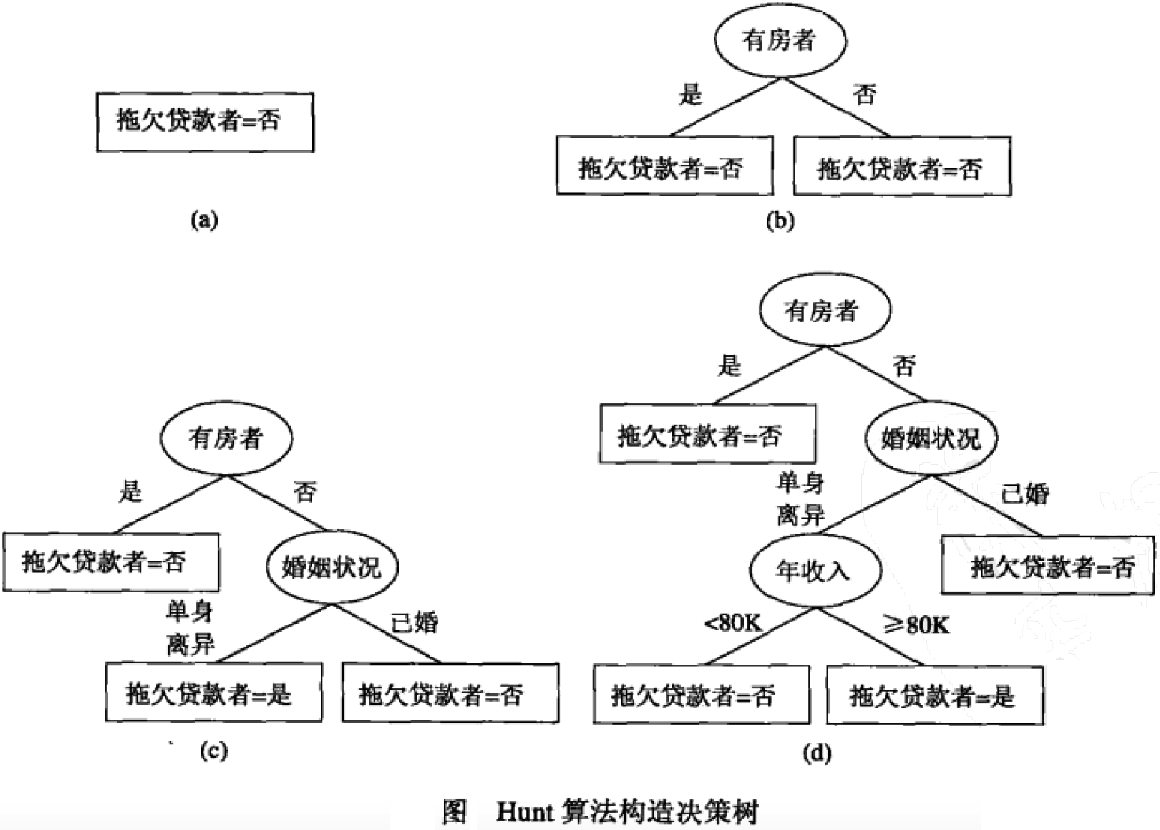 拖欠贷款者=否
(a)
有房者
是
否
拖欠贷款者=否
拖欠贷款者=否
(b)
有房者
是
否
拖欠贷款者=否
婚姻状况
单身
离异
已婚
拖欠贷款者=是
拖欠贷款者=否
(c)
有房者
是
否
拖欠贷款者=否
婚姻状况
单身
离异
已婚
年收入
拖欠贷款者=否
<80K
≥80K
拖欠贷款者=否
拖欠贷款者=是
(d)
图 Hunt 算法构造决策树